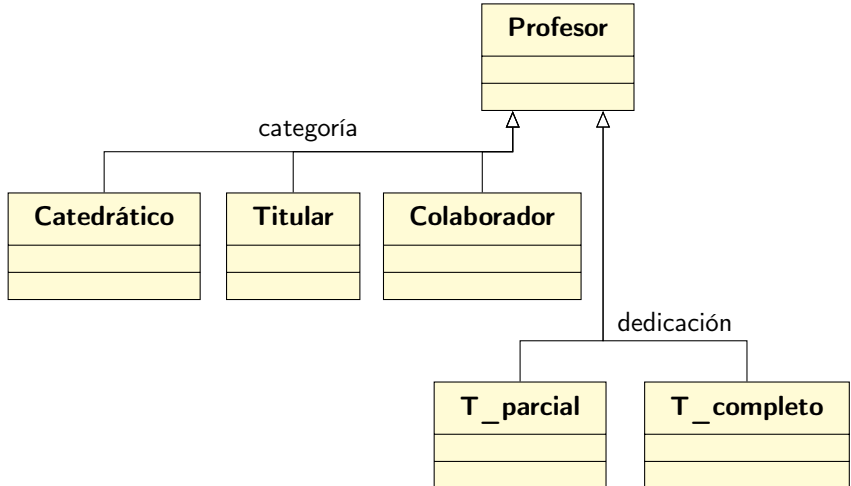 Profesor
categoría
Catedrático
Titular
Colaborador
dedicación
T_parcial
T_completo